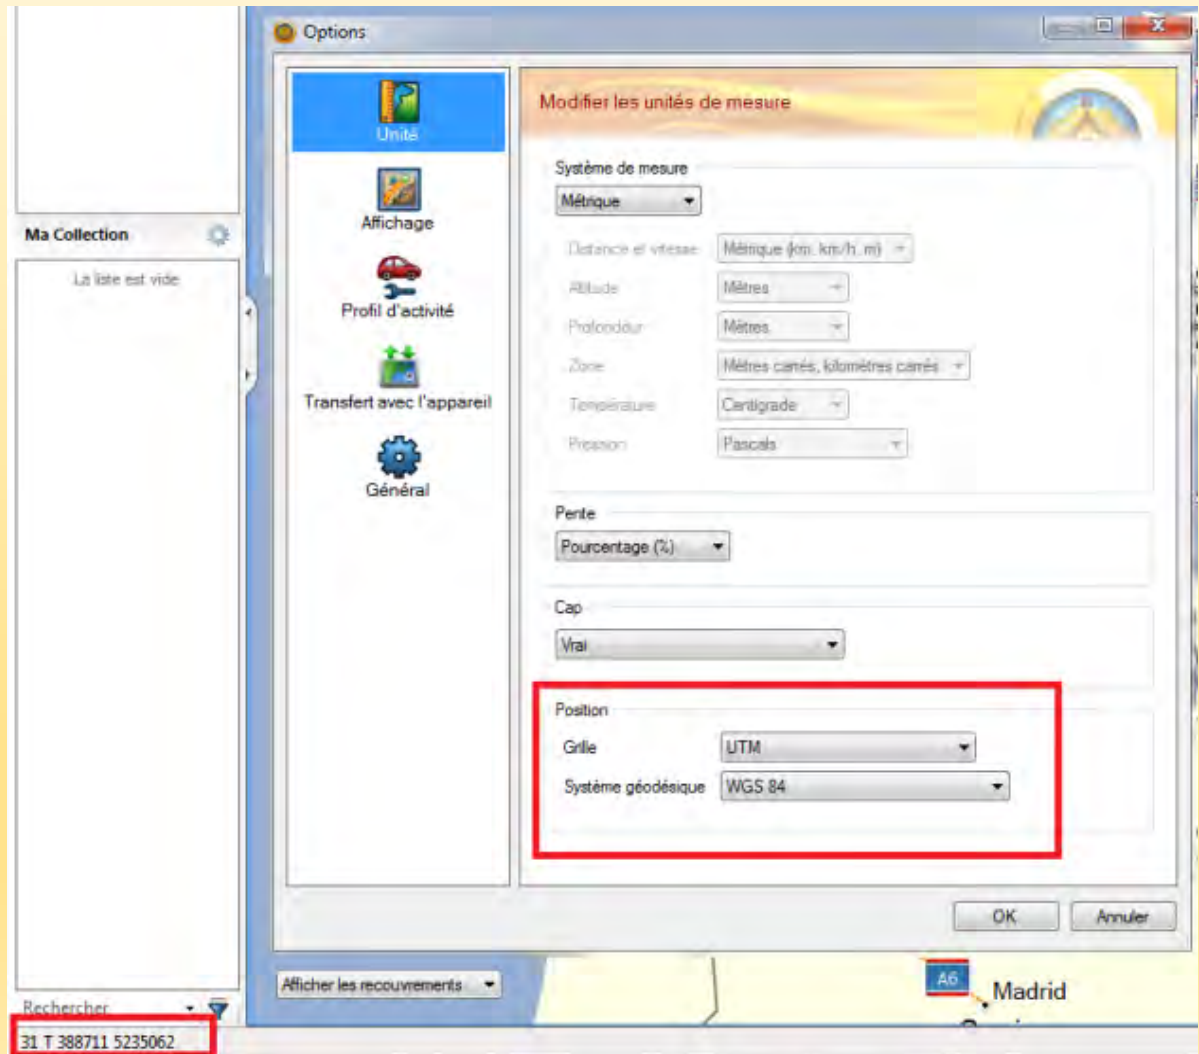 Options
Unité
Affichage
Profil d'activité
Transfert avec l'appareil
Général
Modifier les unités de mesure
Système de mesure
Métrique
Distance et vitesse Métrique (km, km/h, m)
Altitude Mètres
Profondeur Mètres
Zone Mètres carrés, kilomètres carrés
Température Centigrade
Pression Pascals
Pente
Pourcentage (%)
Cap
Vrai
Position
Grille UTM
Système géodésique WGS 84
OK Annuler
Ma Collection
La liste est vide
Rechercher
31 T 388711 5235062
Afficher les recouvrements
A6
Madrid